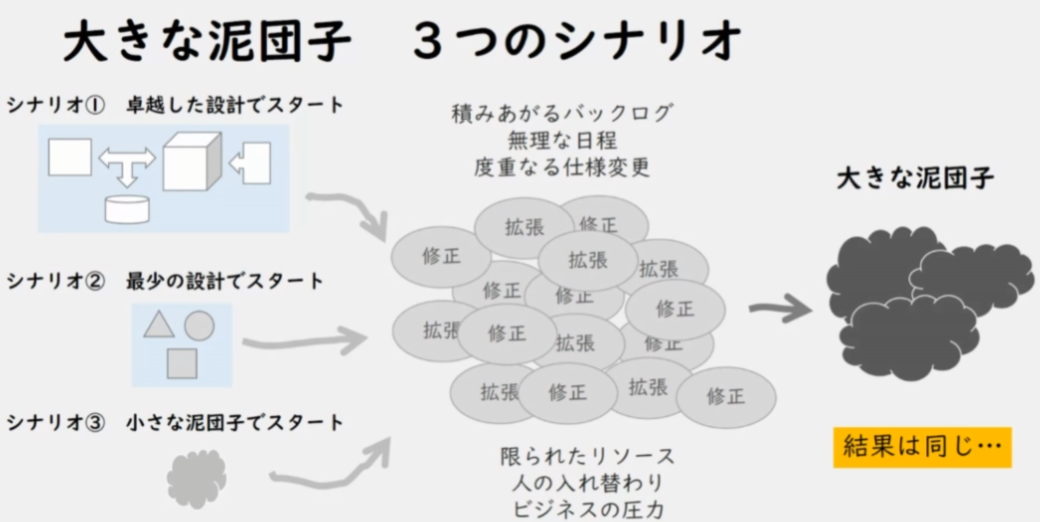 大きな泥団子 3つのシナリオ
シナリオ① 卓越した設計でスタート
シナリオ② 最少の設計でスタート
シナリオ③ 小さな泥団子でスタート
積みあがるバックログ
無理な日程
度重なる仕様変更
拡張
修正
修正
拡張
拡張
修正
修正
修正
拡張
修正
拡張
修正
拡張
修正
拡張
修正
限られたリソース
人の入れ替わり
ビジネスの圧力
大きな泥団子
結果は同じ…